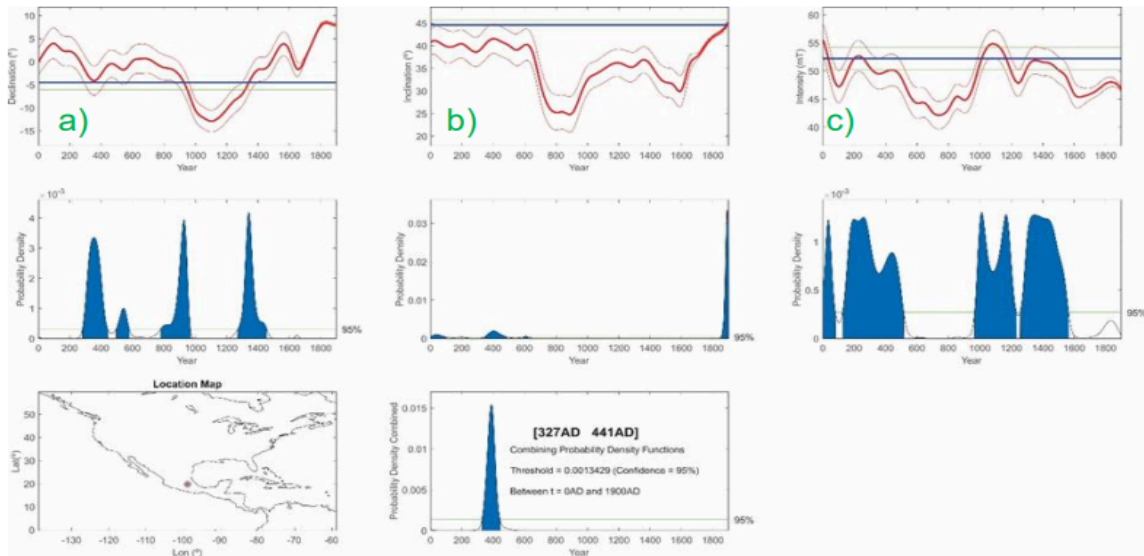 Declination (°)
10
5
0
-5
-10
-15
a)
0 200 400 600 800 1000 1200 1400 1600 1800
Year
Inclination (º)
45
40
35
30
25
20
b)
0 200 400 600 800 1000 1200 1400 1600 1800
Year
Intensity (mT)
60
55
50
45
40
c)
0 200 400 600 800 1000 1200 1400 1600 1800
Year
× 10⁻³
Probability Density
4
3
2
1
0
95%
0 200 400 600 800 1000 1200 1400 1600 1800
Year
Probability Density
0.03
0.02
0.01
0
95%
0 200 400 600 800 1000 1200 1400 1600 1800
Year
× 10⁻³
Probability Density
1
0.5
0
95%
0 200 400 600 800 1000 1200 1400 1600 1800
Year
Location Map
Lat(º)
50
40
30
20
10
0
-130 -120 -110 -100 -90 -80 -70 -60
Lon (º)
Probability Density Combined
0.015
0.01
0.005
0
[327AD 441AD]
Combining Probability Density Functions
Threshold = 0.0013429 (Confidence = 95%)
Between t = 0AD and 1900AD
95%
0 200 400 600 800 1000 1200 1400 1600 1800
Year